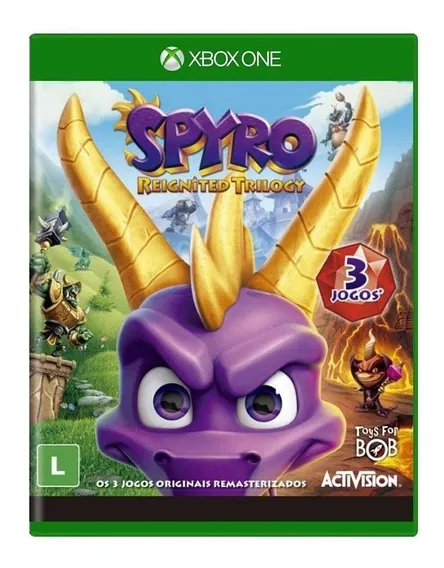 XBOX ONE
SPYRO
REIGNITED TRILOGY
3
JOGOS*
TOYS FOR
BOB
L
OS 3 JOGOS ORIGINAIS REMASTERIZADOS
ACTIVISION